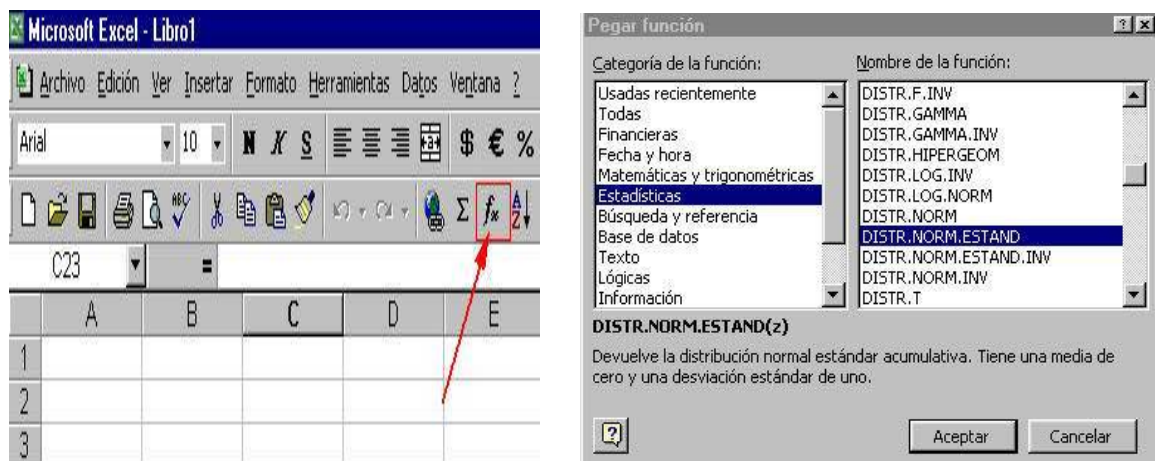 Microsoft Excel - Libro1
Archivo Edición Ver Insertar Formato Herramientas Datos Ventana ?
Arial 10 N K S $ € %
ABC Σ fx A Z
C23 =
A B C D E
1
2
3
Pegar función ? x
Categoría de la función: Nombre de la función:
Usadas recientemente DISTR.F.INV
Todas DISTR.GAMMA
Financieras DISTR.GAMMA.INV
Fecha y hora DISTR.HIPERGEOM
Matemáticas y trigonométricas DISTR.LOG.INV
Estadísticas DISTR.LOG.NORM
Búsqueda y referencia DISTR.NORM
Base de datos DISTR.NORM.ESTAND
Texto DISTR.NORM.ESTAND.INV
Lógicas DISTR.NORM.INV
Información DISTR.T
DISTR.NORM.ESTAND(z)
Devuelve la distribución normal estándar acumulativa. Tiene una media de
cero y una desviación estándar de uno.
? Aceptar Cancelar